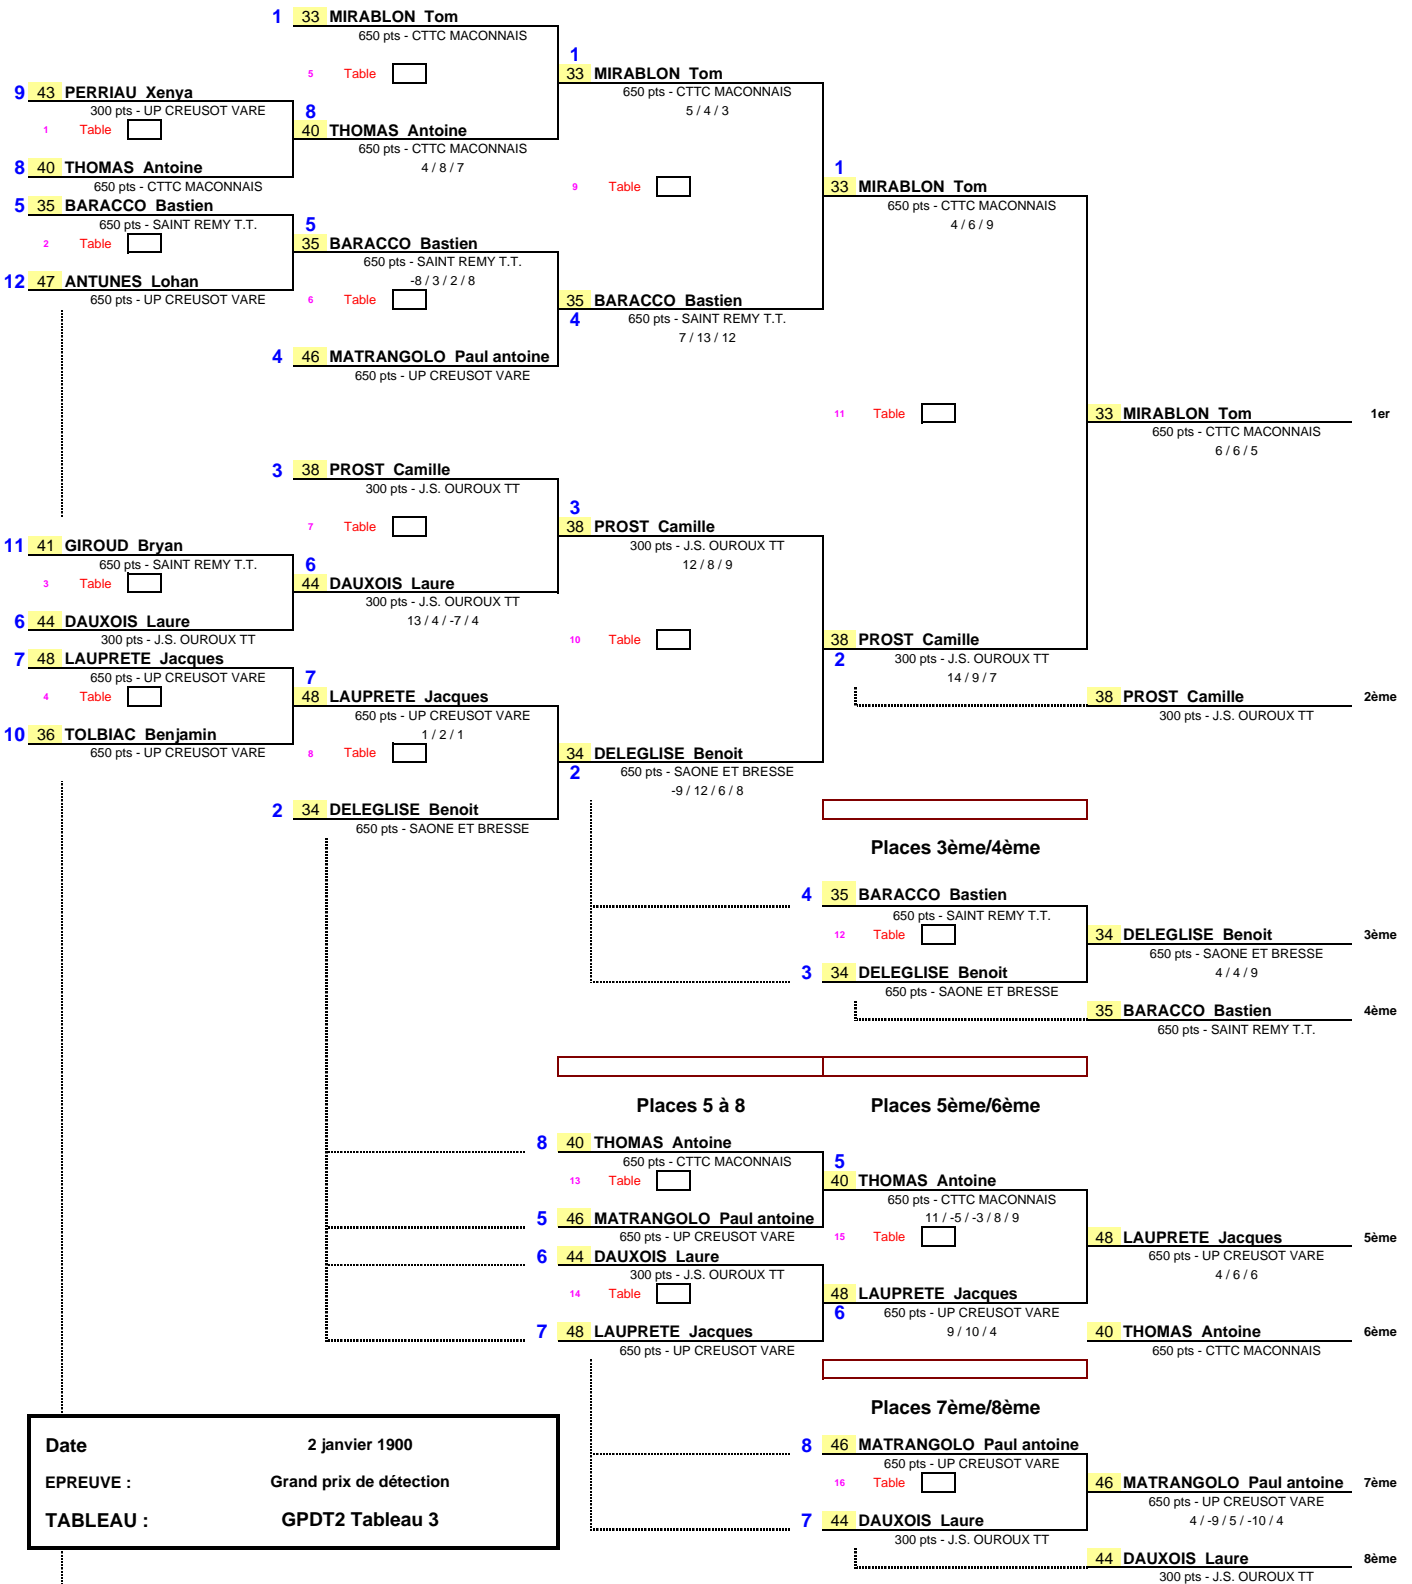 1 33 MIRABLON Tom
650 pts - CTTC MACONNAIS
1
5 Table
33 MIRABLON Tom
650 pts - CTTC MACONNAIS
9 43 PERRIAU Xenya
300 pts - UP CREUSOT VARE
8
5 / 4 / 3
1 Table
40 THOMAS Antoine
650 pts - CTTC MACONNAIS
8 40 THOMAS Antoine
4 / 8 / 7
1
650 pts - CTTC MACONNAIS
9 Table
33 MIRABLON Tom
5 35 BARACCO Bastien
650 pts - CTTC MACONNAIS
650 pts - SAINT REMY T.T.
5
4 / 6 / 9
2 Table
35 BARACCO Bastien
650 pts - SAINT REMY T.T.
12 47 ANTUNES Lohan
-8 / 3 / 2 / 8
650 pts - UP CREUSOT VARE
6 Table
35 BARACCO Bastien
4 650 pts - SAINT REMY T.T.
7 / 13 / 12
4 46 MATRANGOLO Paul antoine
650 pts - UP CREUSOT VARE
11 Table
33 MIRABLON Tom 1er
650 pts - CTTC MACONNAIS
6 / 6 / 5
3 38 PROST Camille
300 pts - J.S. OUROUX TT
3
7 Table
38 PROST Camille
300 pts - J.S. OUROUX TT
11 41 GIROUD Bryan
650 pts - SAINT REMY T.T.
6
12 / 8 / 9
3 Table
44 DAUXOIS Laure
300 pts - J.S. OUROUX TT
6 44 DAUXOIS Laure
13 / 4 / -7 / 4
300 pts - J.S. OUROUX TT
10 Table
38 PROST Camille
7 48 LAUPRETE Jacques
2 300 pts - J.S. OUROUX TT
650 pts - UP CREUSOT VARE
7
14 / 9 / 7
4 Table
48 LAUPRETE Jacques
38 PROST Camille 2ème
650 pts - UP CREUSOT VARE
300 pts - J.S. OUROUX TT
10 36 TOLBIAC Benjamin
1 / 2 / 1
650 pts - UP CREUSOT VARE
8 Table
34 DELEGLISE Benoit
2 650 pts - SAONE ET BRESSE
-9 / 12 / 6 / 8
2 34 DELEGLISE Benoit
650 pts - SAONE ET BRESSE
Places 3ème/4ème
4 35 BARACCO Bastien
650 pts - SAINT REMY T.T.
12 Table
34 DELEGLISE Benoit 3ème
650 pts - SAONE ET BRESSE
3 34 DELEGLISE Benoit
4 / 4 / 9
650 pts - SAONE ET BRESSE
35 BARACCO Bastien 4ème
650 pts - SAINT REMY T.T.
Places 5 à 8 Places 5ème/6ème
8 40 THOMAS Antoine
650 pts - CTTC MACONNAIS
5
13 Table
40 THOMAS Antoine
650 pts - CTTC MACONNAIS
5 46 MATRANGOLO Paul antoine
11 / -5 / -3 / 8 / 9
650 pts - UP CREUSOT VARE
15 Table
48 LAUPRETE Jacques 5ème
6 44 DAUXOIS Laure
650 pts - UP CREUSOT VARE
300 pts - J.S. OUROUX TT
4 / 6 / 6
14 Table
48 LAUPRETE Jacques
6 650 pts - UP CREUSOT VARE
7 48 LAUPRETE Jacques
9 / 10 / 4
40 THOMAS Antoine 6ème
650 pts - UP CREUSOT VARE
650 pts - CTTC MACONNAIS
Places 7ème/8ème
Date 2 janvier 1900
8 46 MATRANGOLO Paul antoine
650 pts - UP CREUSOT VARE
EPREUVE : Grand prix de détection
16 Table
46 MATRANGOLO Paul antoine 7ème
650 pts - UP CREUSOT VARE
TABLEAU : GPDT2 Tableau 3
7 44 DAUXOIS Laure
4 / -9 / 5 / -10 / 4
300 pts - J.S. OUROUX TT
44 DAUXOIS Laure 8ème
300 pts - J.S. OUROUX TT